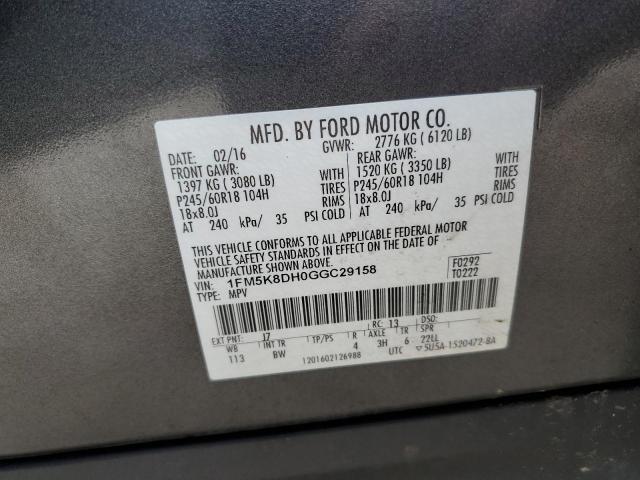 MFD. BY FORD MOTOR CO.
DATE: 02/16 GVWR: 2776 KG ( 6120 LB)
FRONT GAWR: REAR GAWR:
1397 KG ( 3080 LB) WITH 1520 KG ( 3350 LB) WITH
P245/60R18 104H TIRES P245/60R18 104H TIRES
18x8.0J RIMS 18x8.0J RIMS
AT 240 kPa/ 35 PSI COLD AT 240 kPa/ 35 PSI COLD
THIS VEHICLE CONFORMS TO ALL APPLICABLE FEDERAL MOTOR
VEHICLE SAFETY STANDARDS IN EFFECT ON THE DATE OF
MANUFACTURE SHOWN ABOVE.
VIN: 1FM5K8DH0GGC29158 F0292
TYPE: MPV T0222
EXT PNT: J7 RC: 13 DSO:
WB INT TR TP/PS R AXLE TR SPR
113 BW 4 3H 6 22LL
1201602126988 UTC 5U5A-1520472-BA